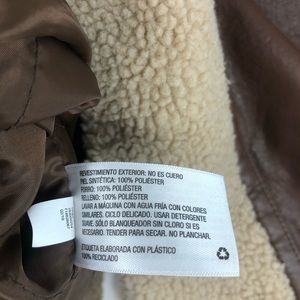 REVESTIMIENTO EXTERIOR: NO ES CUERO
PIEL SINTÉTICA: 100% POLIÉSTER
FORRO: 100% POLIÉSTER
RELLENO: 100% POLIÉSTER
LAVAR A MÁQUINA CON AGUA FRÍA CON COLORES
SIMILARES. CICLO DELICADO. USAR DETERGENTE
SUAVE. SÓLO BLANQUEADOR SIN CLORO SI ES
NECESARIO. TENDER PARA SECAR. NO PLANCHAR.
ETIQUETA ELABORADA CON PLÁSTICO
100% RECICLADO